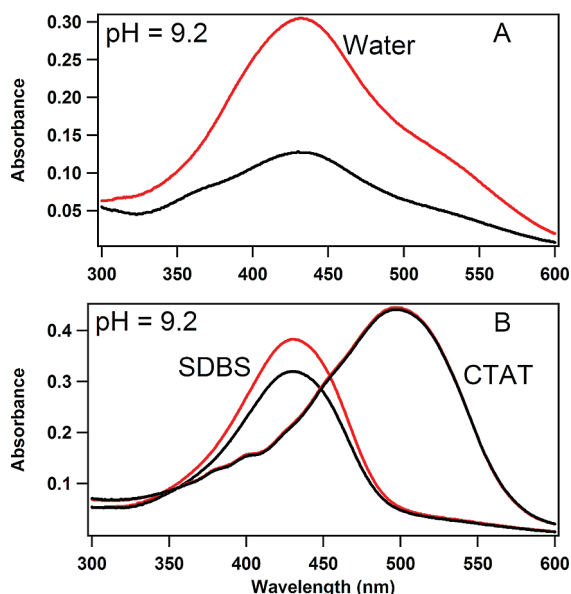 pH = 9.2
Water
A
Absorbance
0.30
0.25
0.20
0.15
0.10
0.05
300 350 400 450 500 550 600
pH = 9.2
B
SDBS
CTAT
Absorbance
0.4
0.3
0.2
0.1
300 350 400 450 500 550 600
Wavelength (nm)